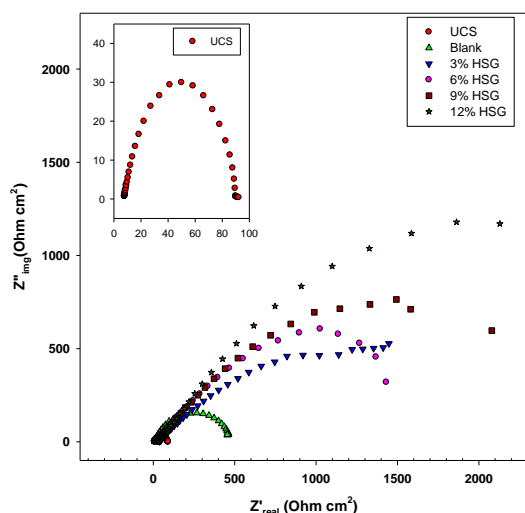 UCS
40
30
20
10
0
0 20 40 60 80 100
UCS
Blank
3% HSG
6% HSG
9% HSG
12% HSG
2000
1500
1000
500
0
Z''img(Ohm cm2)
0 500 1000 1500 2000
Z'real (Ohm cm2)